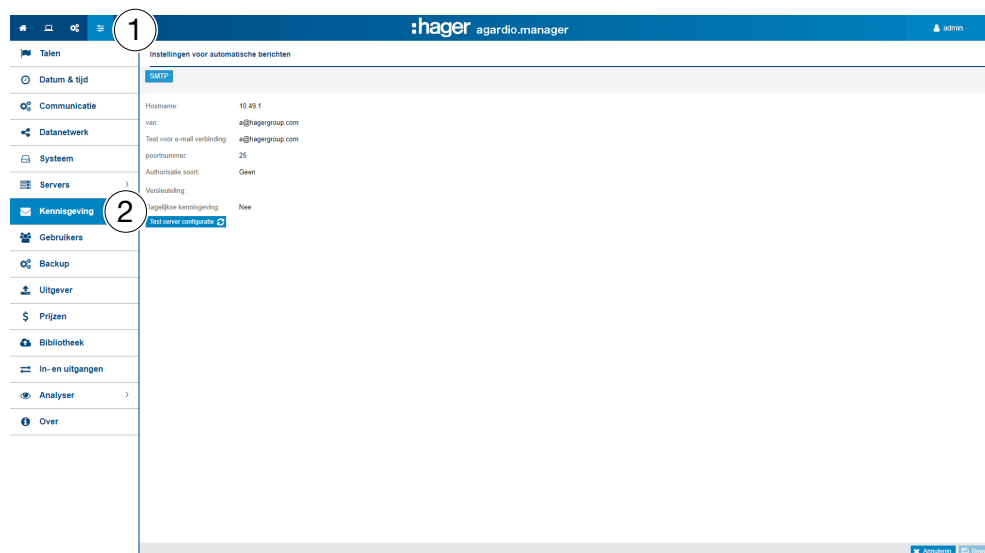 1
:hager agardio.manager
admin
Talen
Datum & tijd
Communicatie
Datanetwerk
Systeem
Servers
Kennisgeving
2
Gebruikers
Backup
Uitgever
Prijzen
Bibliotheek
In- en uitgangen
Analyser
Over
Instellingen voor automatische berichten
SMTP
Hostname: 10.49.1
van: a@hagergroup.com
Test voor e-mail verbinding: a@hagergroup.com
poortnummer: 25
Authorisatie soort: Geen
Versleuteling:
Dagelijkse kennisgeving: Nee
Test server configuratie
Annuleren